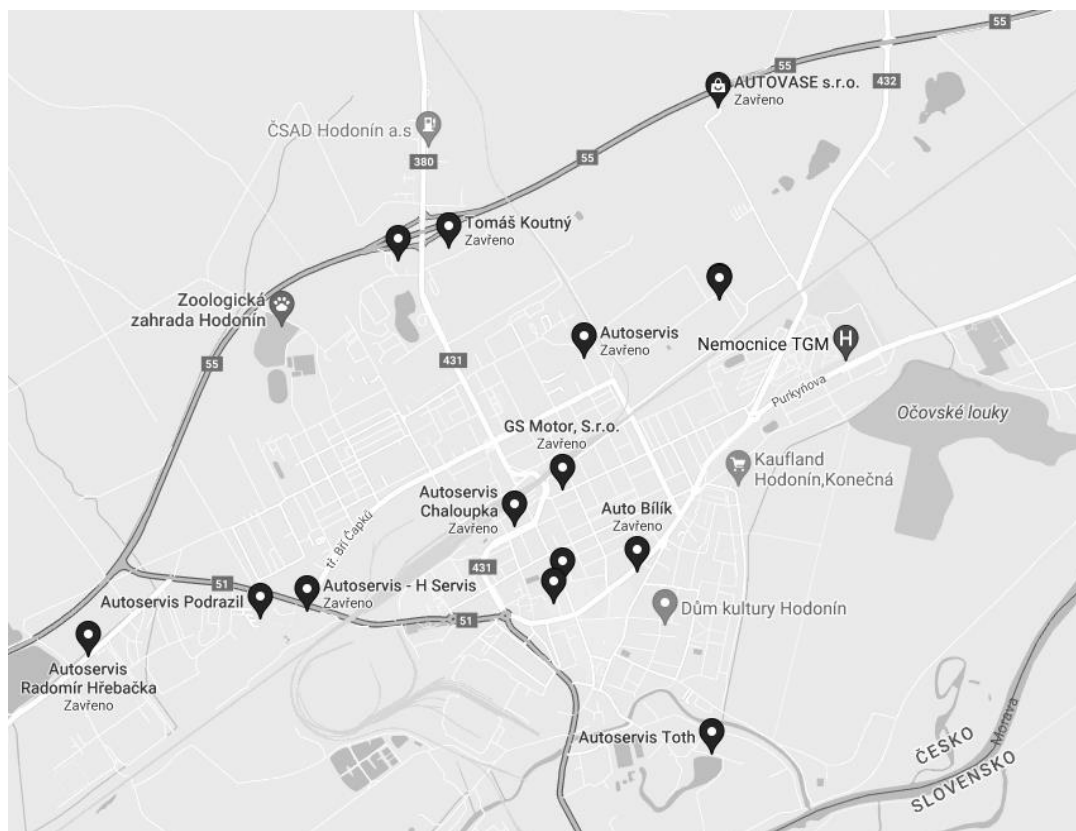 55
55
AUTOVASE s.r.o.
Zavřeno
432
ČSAD Hodonín a.s
380
55
Tomáš Koutný
Zavřeno
Zoologická
zahrada Hodonín
Autoservis
Zavřeno
Nemocnice TGM
H
55
431
Purkyňova
Očovské louky
GS Motor, S.r.o.
Zavřeno
Kaufland
Hodonín,Konečná
Autoservis
Chaloupka
Zavřeno
Auto Bílík
Zavřeno
tř. Bří Čapků
431
51
Autoservis - H Servis
Zavřeno
Autoservis Podrazil
51
Dům kultury Hodonín
Autoservis
Radomír Hřebačka
Zavřeno
Autoservis Toth
Morava
ČESKO
SLOVENSKO